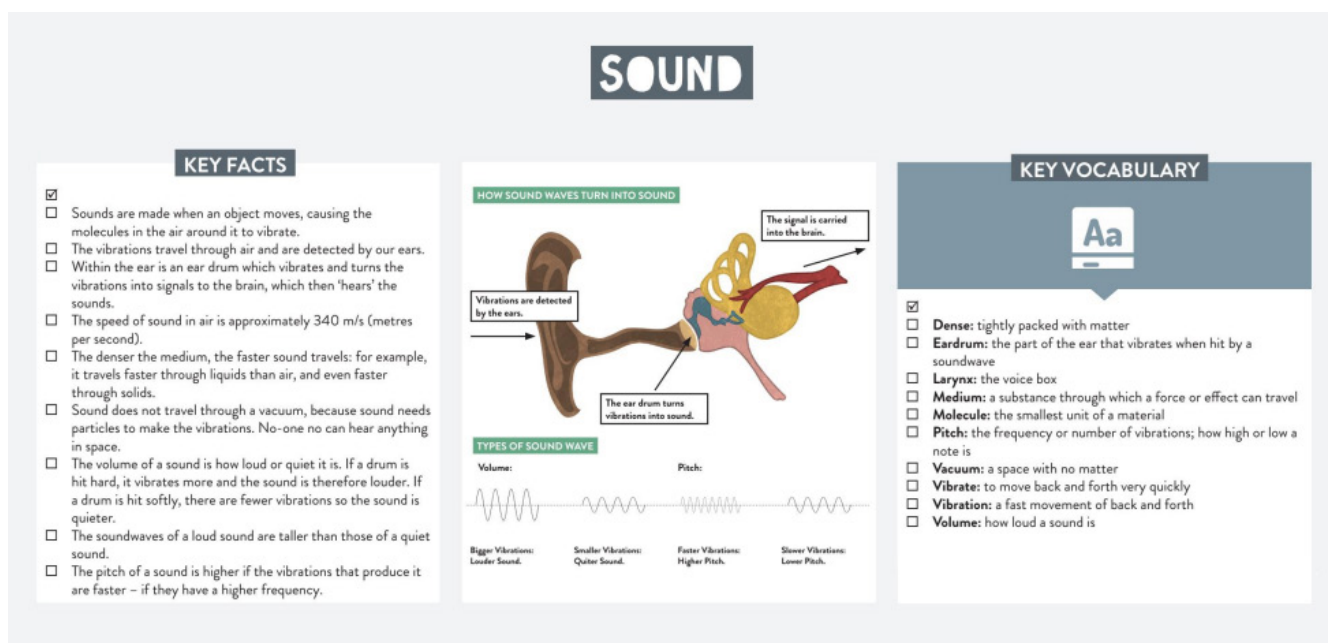 SOUND
KEY FACTS
☑
☐ Sounds are made when an object moves, causing the
molecules in the air around it to vibrate.
☐ The vibrations travel through air and are detected by our ears.
☐ Within the ear is an ear drum which vibrates and turns the
vibrations into signals to the brain, which then ‘hears’ the
sounds.
☐ The speed of sound in air is approximately 340 m/s (metres
per second).
☐ The denser the medium, the faster sound travels: for example,
it travels faster through liquids than air, and even faster
through solids.
☐ Sound does not travel through a vacuum, because sound needs
particles to make the vibrations. No-one no can hear anything
in space.
☐ The volume of a sound is how loud or quiet it is. If a drum is
hit hard, it vibrates more and the sound is therefore louder. If
a drum is hit softly, there are fewer vibrations so the sound is
quieter.
☐ The soundwaves of a loud sound are taller than those of a quiet
sound.
☐ The pitch of a sound is higher if the vibrations that produce it
are faster – if they have a higher frequency.
HOW SOUND WAVES TURN INTO SOUND
The signal is carried
into the brain.
Vibrations are detected
by the ears.
The ear drum turns
vibrations into sound.
TYPES OF SOUND WAVE
Volume:
Pitch:
Bigger Vibrations:
Louder Sound.
Smaller Vibrations:
Quiter Sound.
Faster Vibrations:
Higher Pitch.
Slower Vibrations:
Lower Pitch.
KEY VOCABULARY
Aa
☑
☐ Dense: tightly packed with matter
☐ Eardrum: the part of the ear that vibrates when hit by a
soundwave
☐ Larynx: the voice box
☐ Medium: a substance through which a force or effect can travel
☐ Molecule: the smallest unit of a material
☐ Pitch: the frequency or number of vibrations; how high or low a
note is
☐ Vacuum: a space with no matter
☐ Vibrate: to move back and forth very quickly
☐ Vibration: a fast movement of back and forth
☐ Volume: how loud a sound is